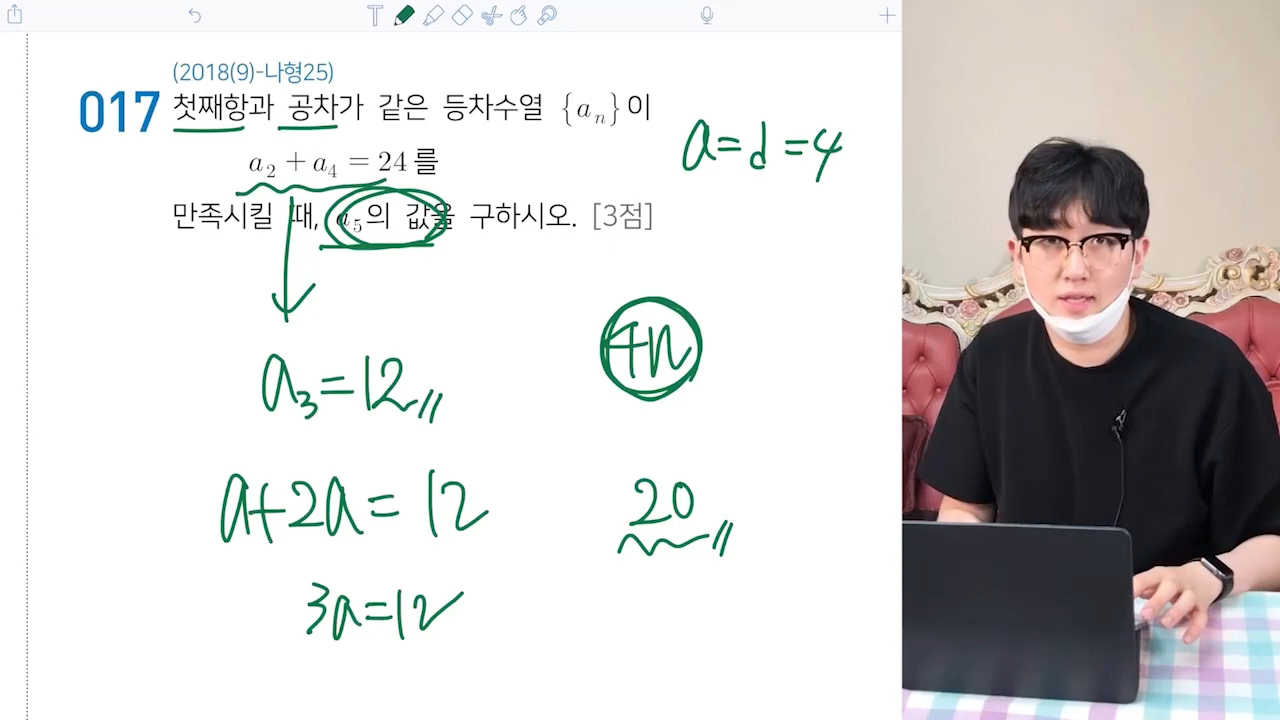 (2018(9)-나형25)
017 첫째항과 공차가 같은 등차수열 {aₙ}이
a₂ + a₄ = 24 를
만족시킬 때, a₅의 값을 구하시오. [3점]
a=d=4
a₃=12
4n
a+2a=12
20
3a=12